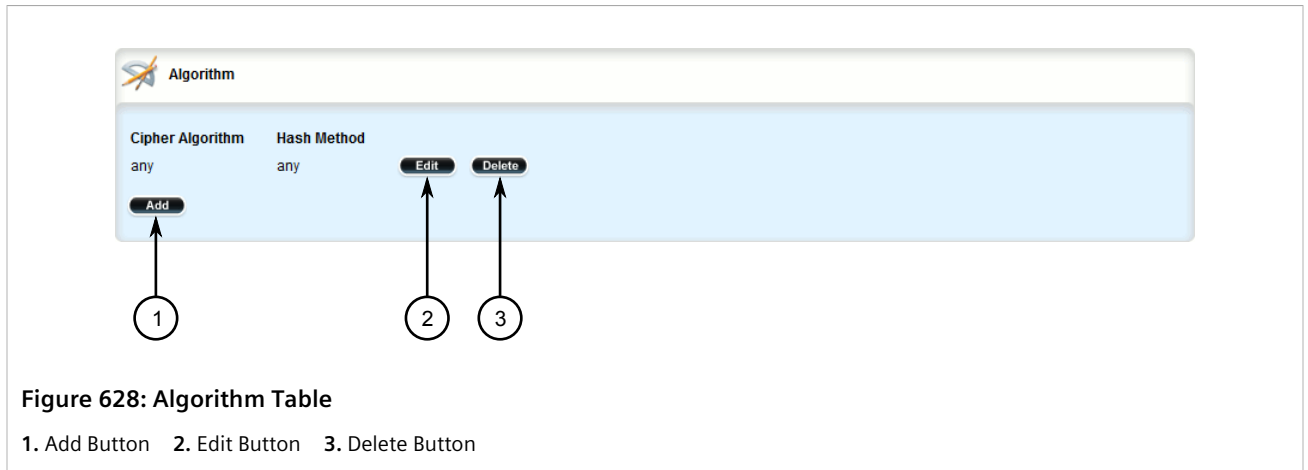 Algorithm
Cipher Algorithm Hash Method
any any Edit Delete
Add
1 2 3
Figure 628: Algorithm Table
1. Add Button 2. Edit Button 3. Delete Button